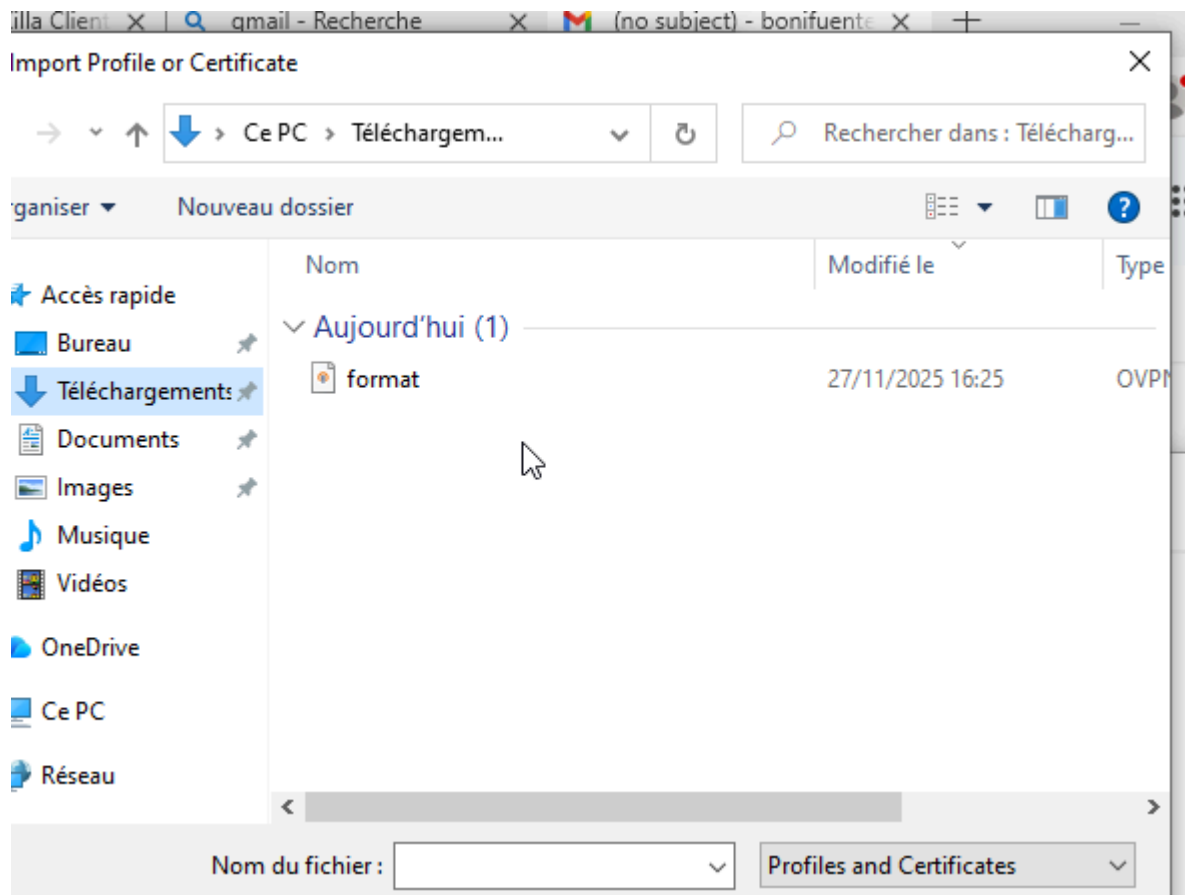 illa Client gmail - Recherche (no subject) - bonifuente
Import Profile or Certificate
Ce PC Téléchargem... Rechercher dans : Télécharg...
rganiser Nouveau dossier
Nom Modifié le Type
Accès rapide
Aujourd'hui (1)
Bureau
format 27/11/2025 16:25 OVPN
Téléchargements
Documents
Images
Musique
Vidéos
OneDrive
Ce PC
Réseau
Nom du fichier : Profiles and Certificates